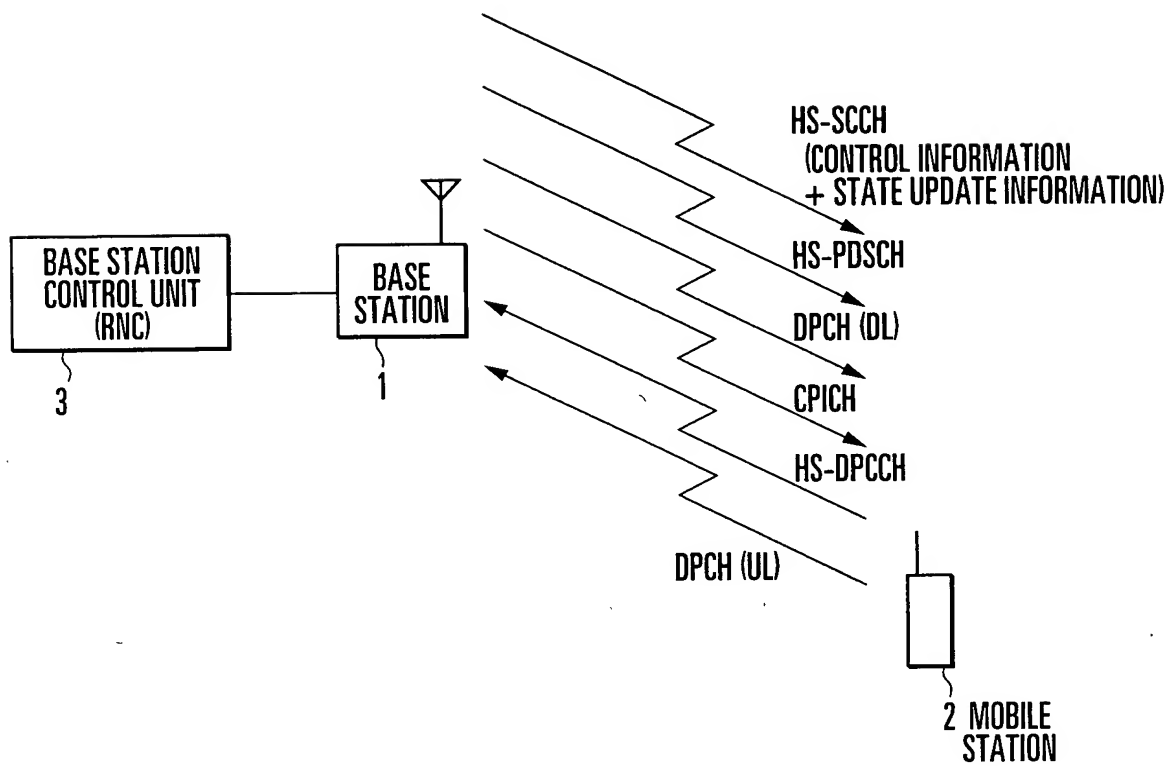 HS-SCCH
(CONTROL INFORMATION
+ STATE UPDATE INFORMATION)
HS-PDSCH
DPCH (DL)
CPICH
HS-DPCCH
DPCH (UL)
BASE STATION
CONTROL UNIT
(RNC)
3
BASE
STATION
1
2 MOBILE
STATION